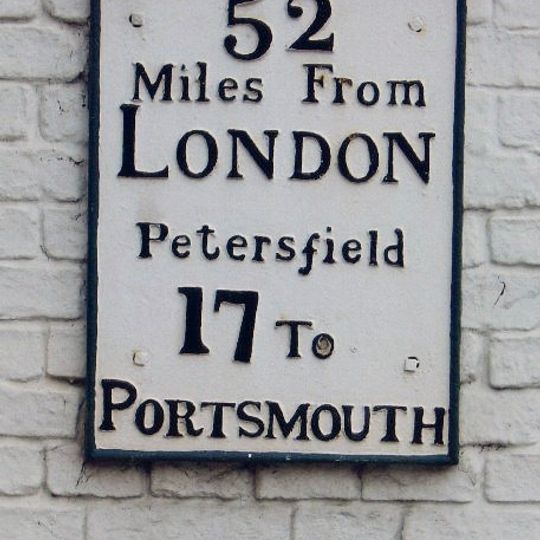 52
Miles From
LONDON
Petersfield
17 To
PORTSMOUTH